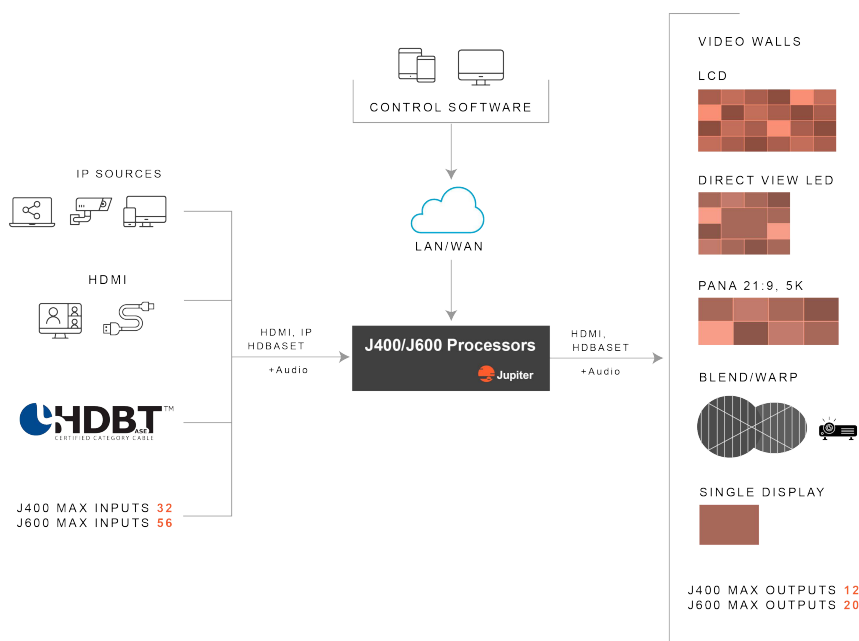 CONTROL SOFTWARE
LAN/WAN
IP SOURCES
HDMI
HDBT™
ASE
CERTIFIED CATEGORY CABLE
J400 MAX INPUTS 32
J600 MAX INPUTS 56
HDMI, IP
HDBASET
+Audio
J400/J600 Processors
Jupiter
HDMI,
HDBASET
+Audio
VIDEO WALLS
LCD
DIRECT VIEW LED
PANA 21:9, 5K
BLEND/WARP
SINGLE DISPLAY
J400 MAX OUTPUTS 12
J600 MAX OUTPUTS 20